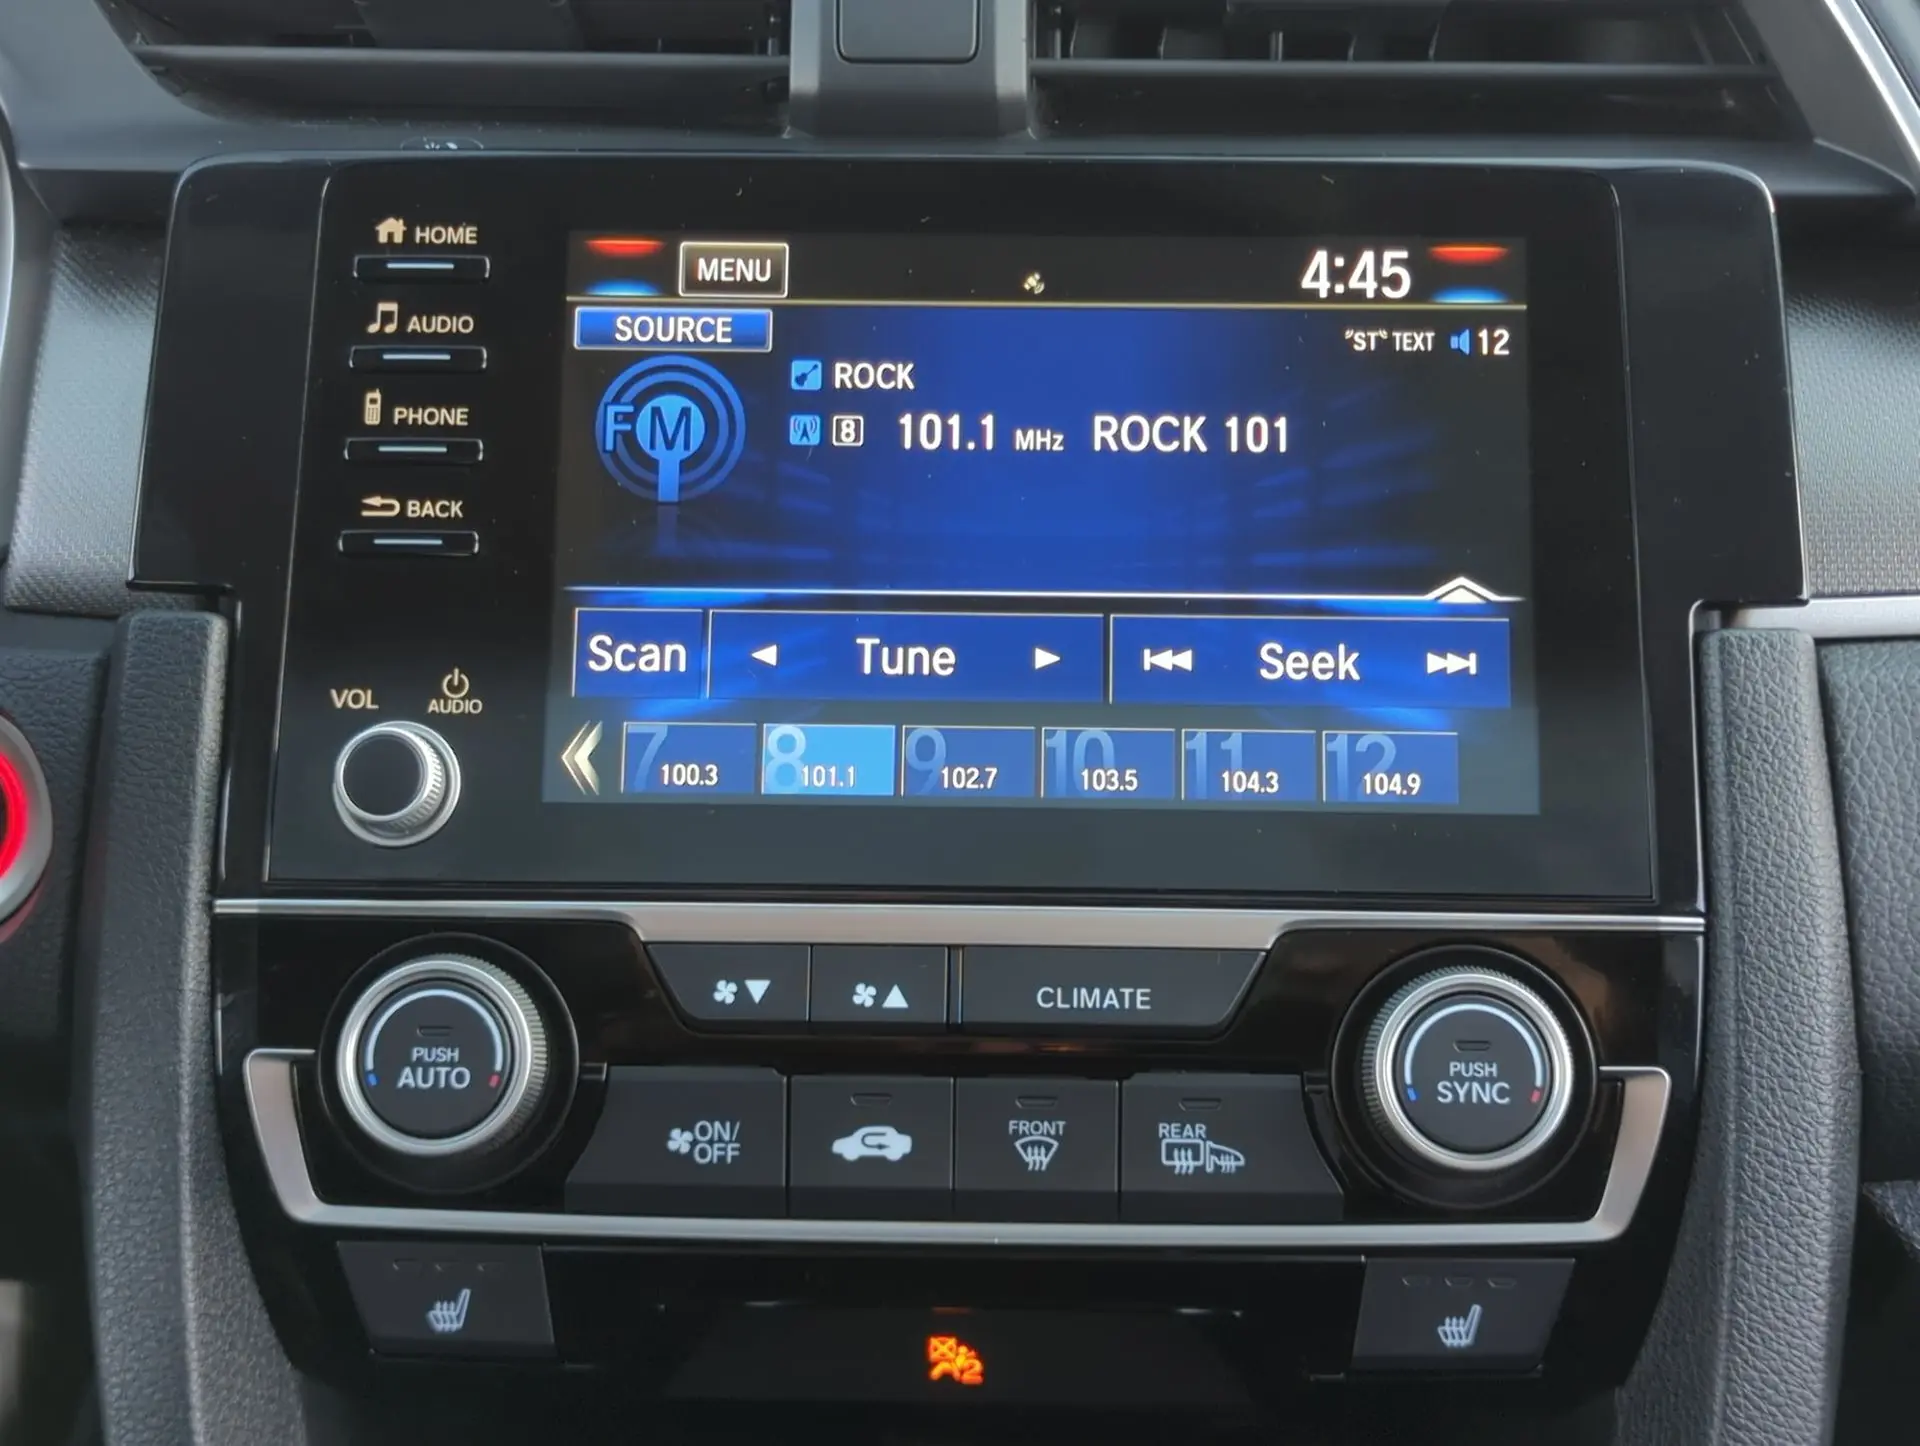 HOME
MENU
4:45
AUDIO
SOURCE
"ST" TEXT 12
ROCK
PHONE
FM
8 101.1 MHz ROCK 101
BACK
Scan Tune Seek
VOL
AUDIO
7 100.3
8 101.1
9 102.7
10 103.5
11 104.3
12 104.9
CLIMATE
PUSH
AUTO
PUSH
SYNC
ON/
OFF
FRONT
REAR
2